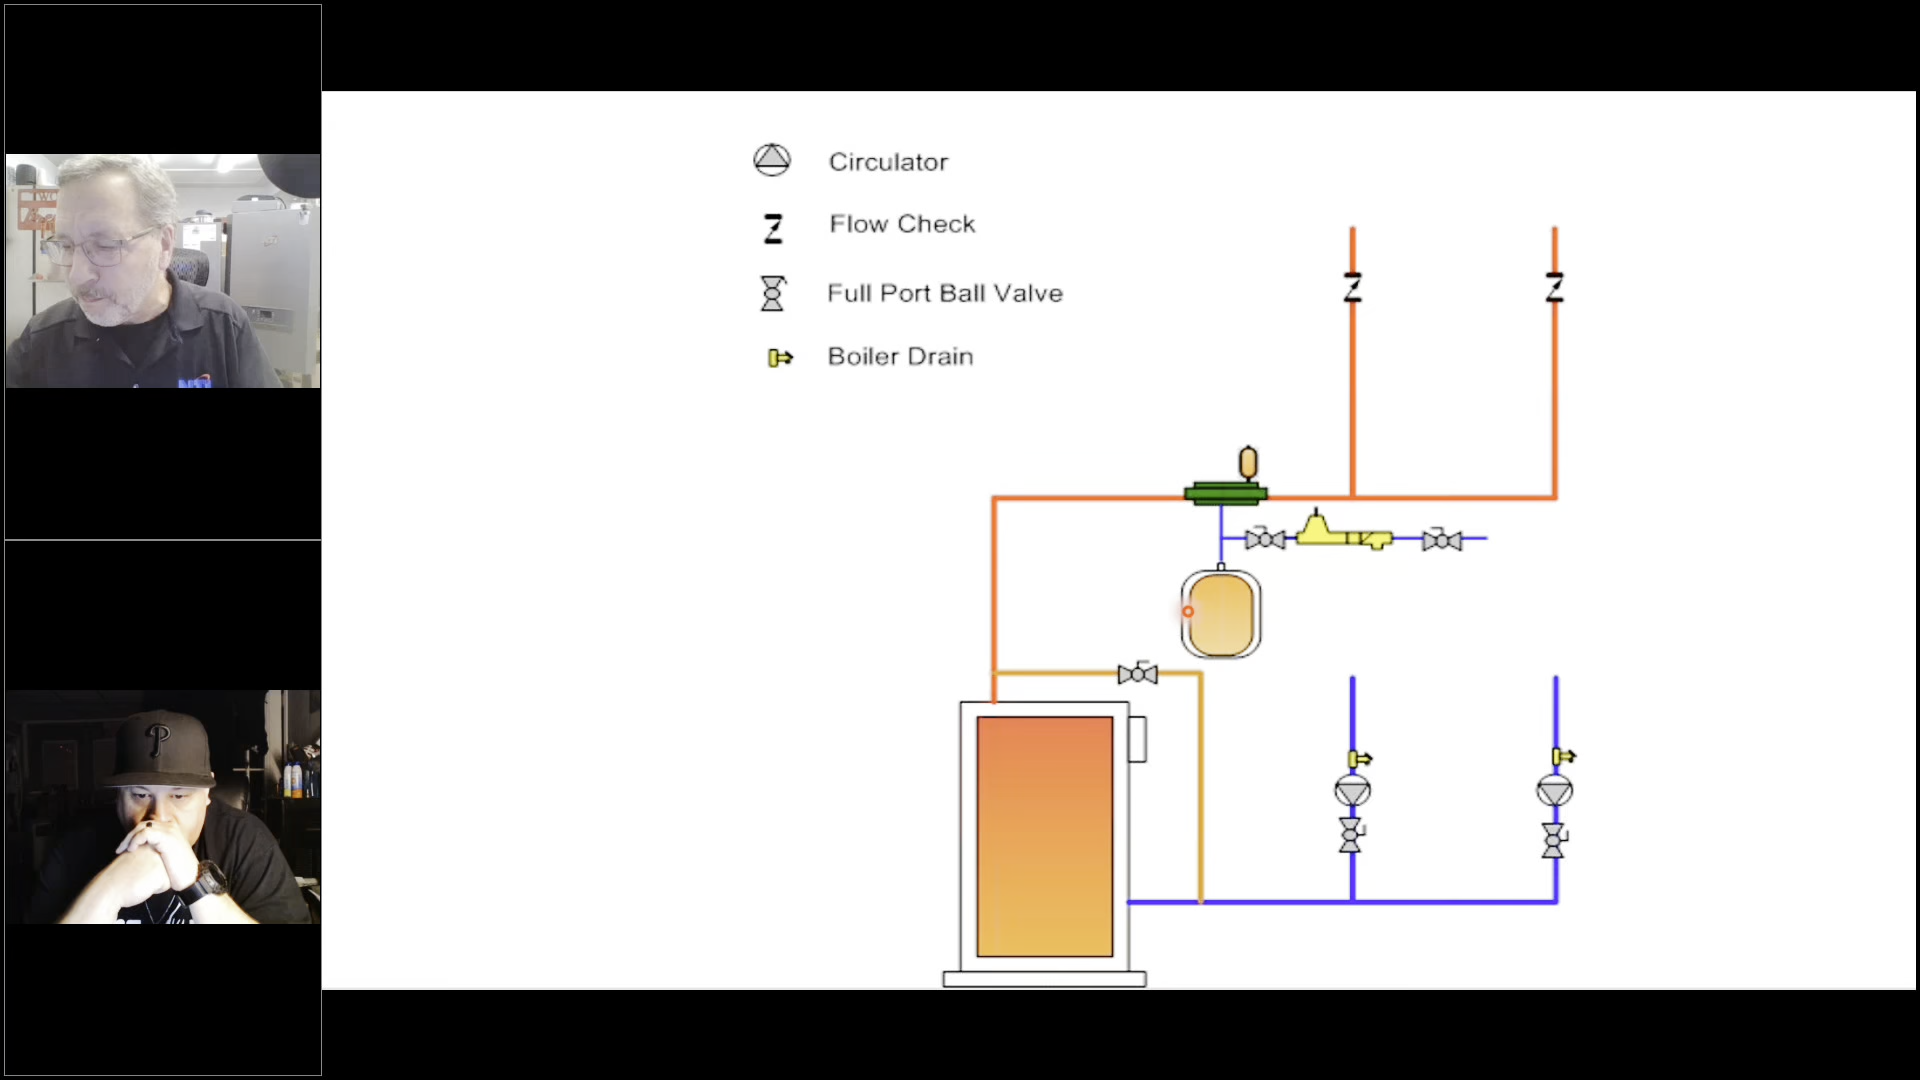 Circulator
Flow Check
Full Port Ball Valve
Boiler Drain
P